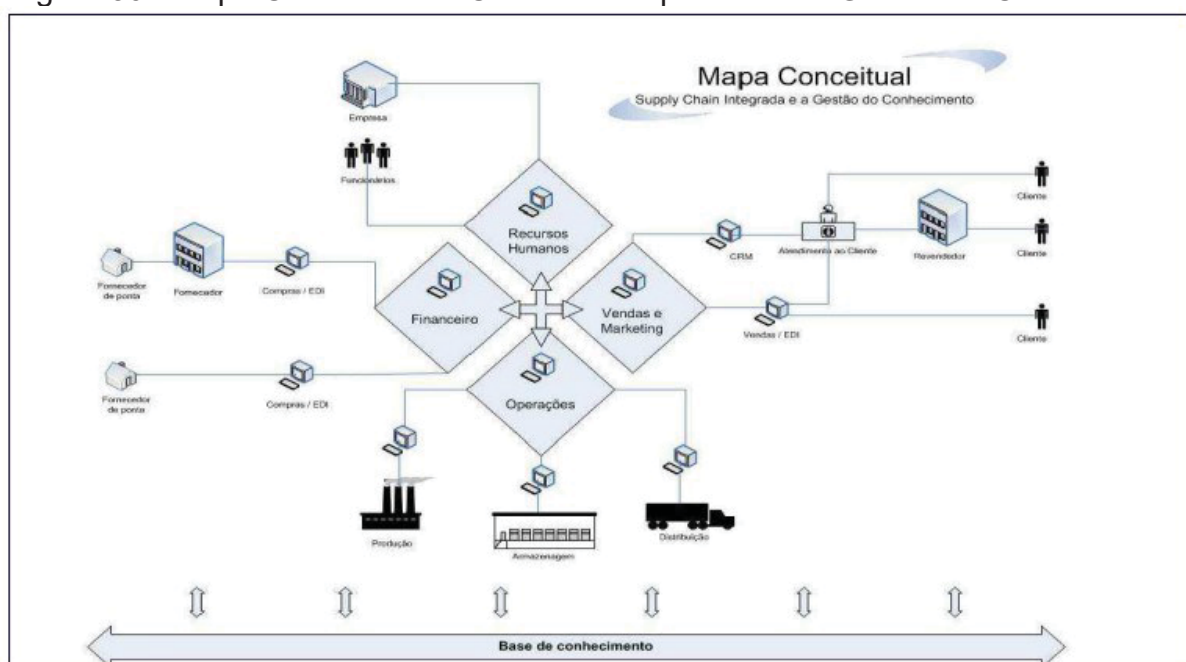 Mapa Conceitual
Supply Chain Integrada e a Gestão do Conhecimento
Empresa
Funcionários
Recursos
Humanos
Cliente
CRM
Atendimento ao Cliente
Revendedor
Cliente
Fornecedor
de ponta
Fornecedor
Compras / EDI
Financeiro
Vendas e
Marketing
Vendas / EDI
Cliente
Fornecedor
de ponta
Compras / EDI
Operações
Produção
Armazenagem
Distribuição
Base de conhecimento